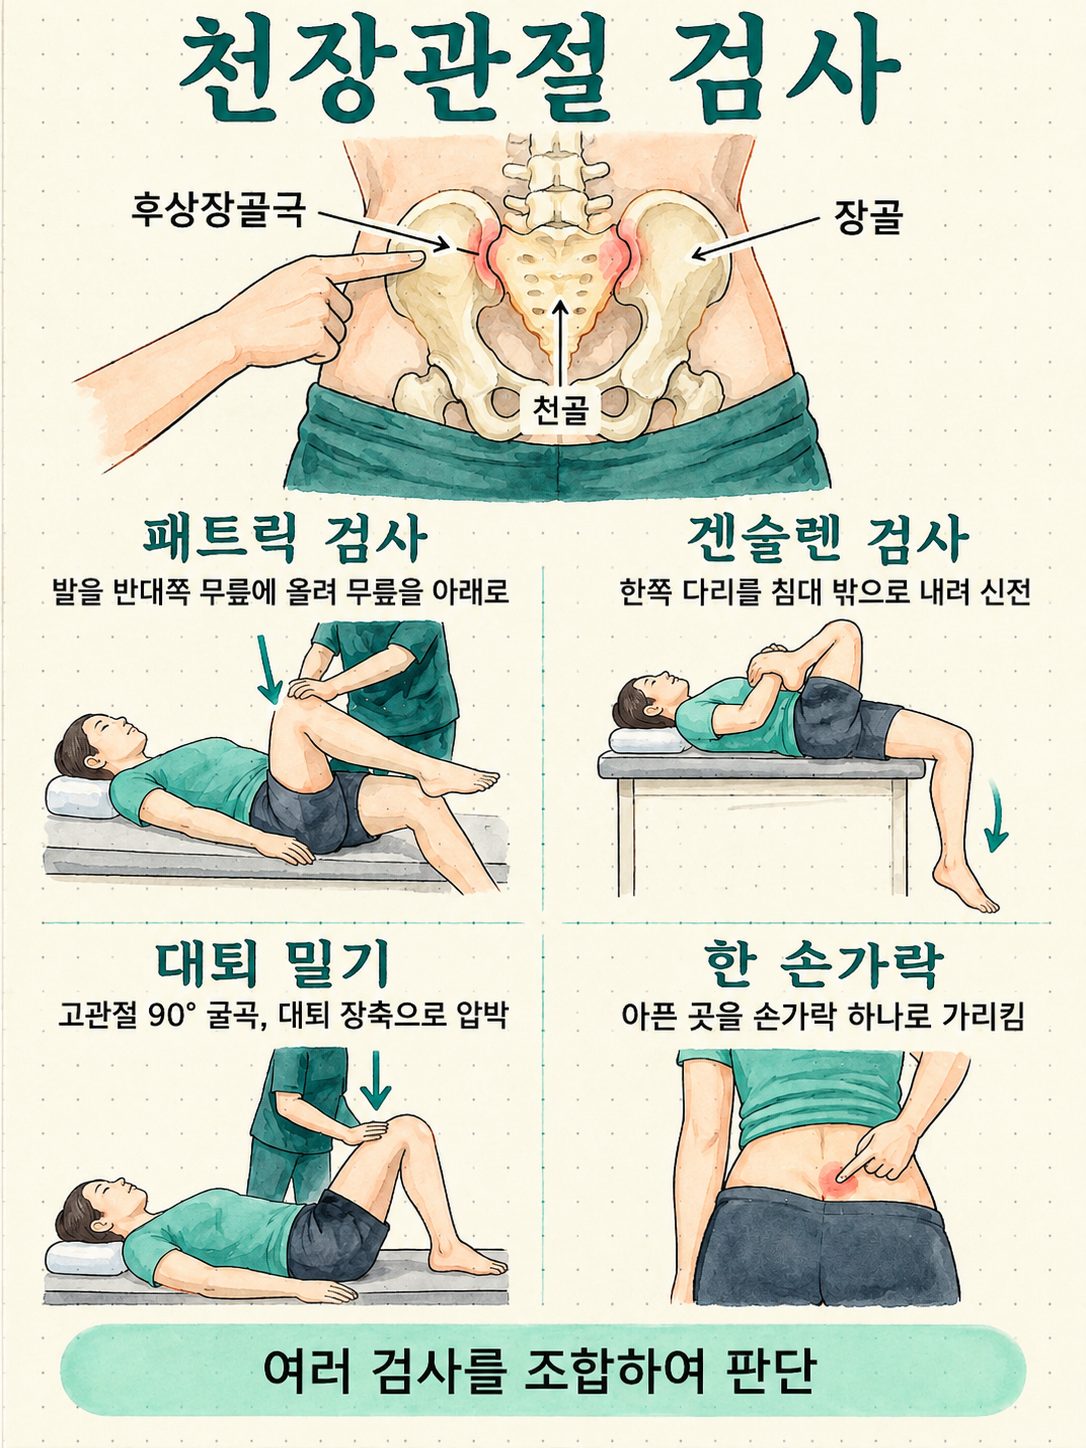 천장관절 검사
후상장골극
장골
천골
패트릭 검사
발을 반대쪽 무릎에 올려 무릎을 아래로
겐슬렌 검사
한쪽 다리를 침대 밖으로 내려 신전
대퇴 밀기
고관절 90° 굴곡, 대퇴 장축으로 압박
한 손가락
아픈 곳을 손가락 하나로 가리킴
여러 검사를 조합하여 판단